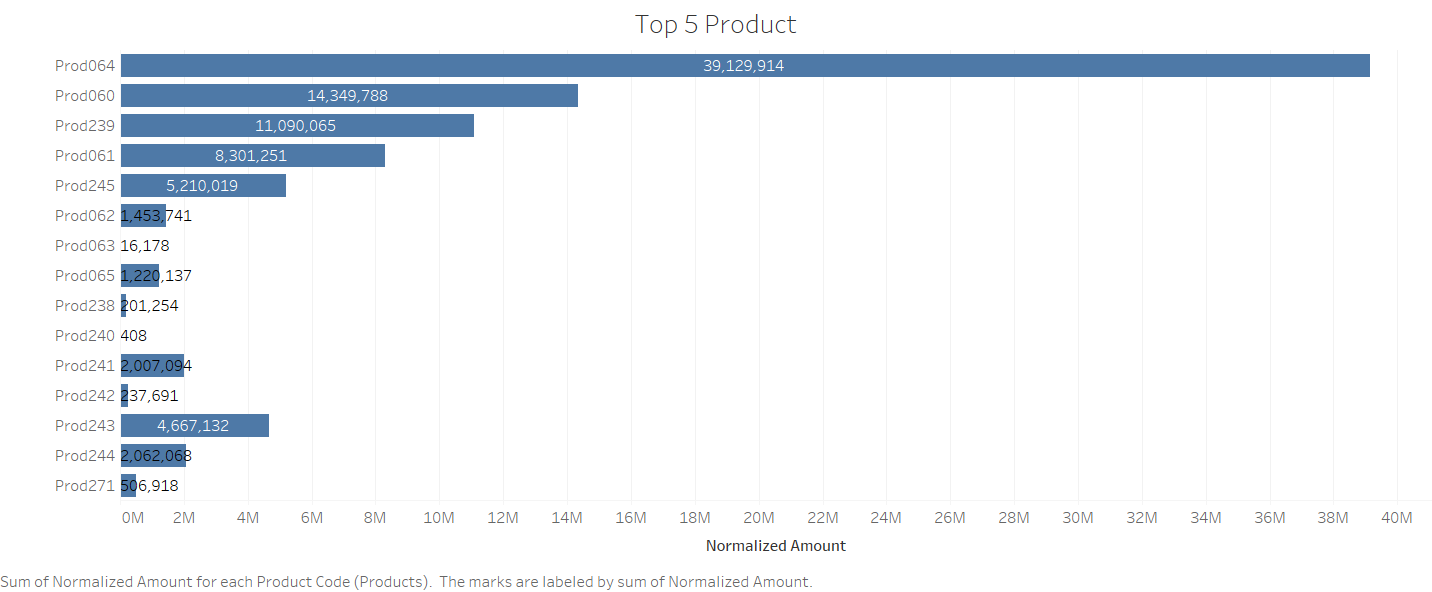 Top 5 Product
Prod064 39,129,914
Prod060 14,349,788
Prod239 11,090,065
Prod061 8,301,251
Prod245 5,210,019
Prod062 1,453,741
Prod063 16,178
Prod065 1,220,137
Prod238 201,254
Prod240 408
Prod241 2,007,094
Prod242 237,691
Prod243 4,667,132
Prod244 2,062,068
Prod271 506,918
0M 2M 4M 6M 8M 10M 12M 14M 16M 18M 20M 22M 24M 26M 28M 30M 32M 34M 36M 38M 40M
Normalized Amount
Sum of Normalized Amount for each Product Code (Products).  The marks are labeled by sum of Normalized Amount.